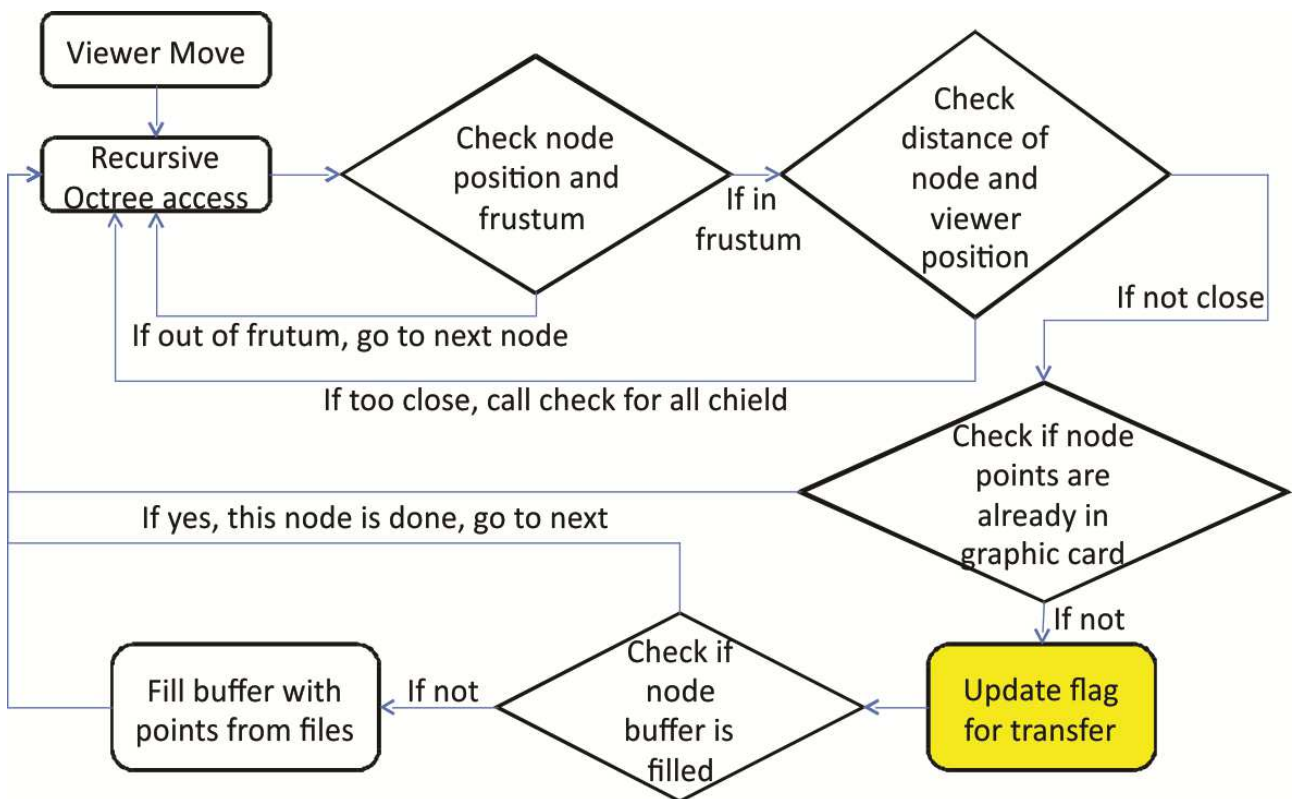 Viewer Move
Recursive
Octree access
Check node
position and
frustum
If in
frustum
Check
distance of
node and
viewer
position
If not close
If out of frutum, go to next node
If too close, call check for all chield
Check if node
points are
already in
graphic card
If yes, this node is done, go to next
If not
Update flag
for transfer
Check if
node
buffer is
filled
If not
Fill buffer with
points from files